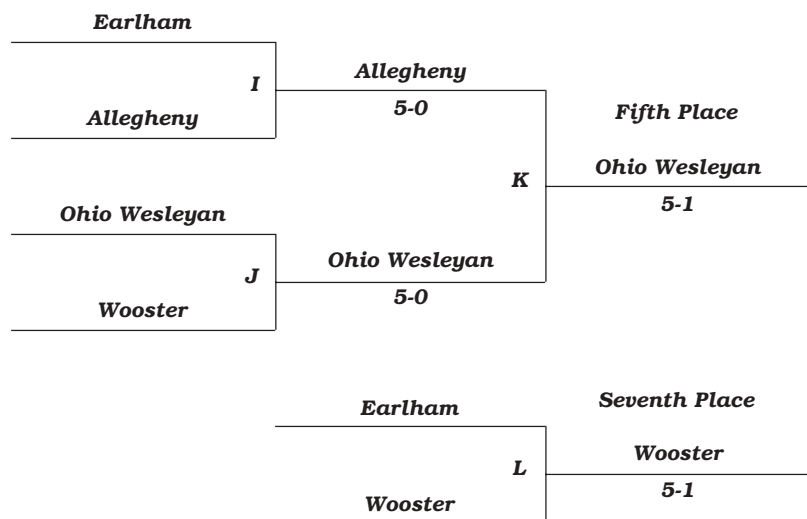 Earlham
I
Allegheny
Allegheny
5-0
Fifth Place
K
Ohio Wesleyan
5-1
Ohio Wesleyan
J
Ohio Wesleyan
5-0
Wooster
Earlham
Seventh Place
L
Wooster
5-1
Wooster